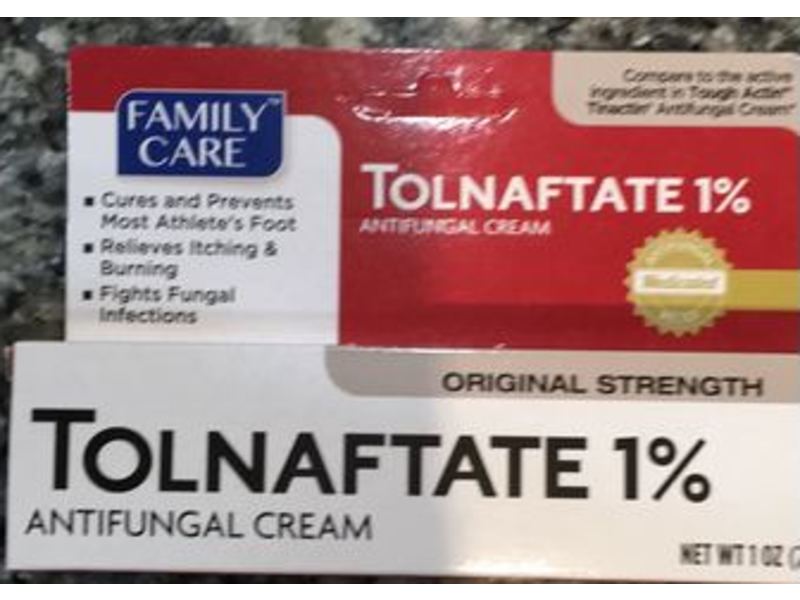 Compare to the active
ingredient in Tough Actin'
Tinactin® Antifungal Cream*
FAMILY™
CARE
▪ Cures and Prevents
Most Athlete's Foot
▪ Relieves Itching &
Burning
▪ Fights Fungal
Infections
TOLNAFTATE 1%
ANTIFUNGAL CREAM
Medicated
ORIGINAL STRENGTH
TOLNAFTATE 1%
ANTIFUNGAL CREAM
NET WT 1 OZ